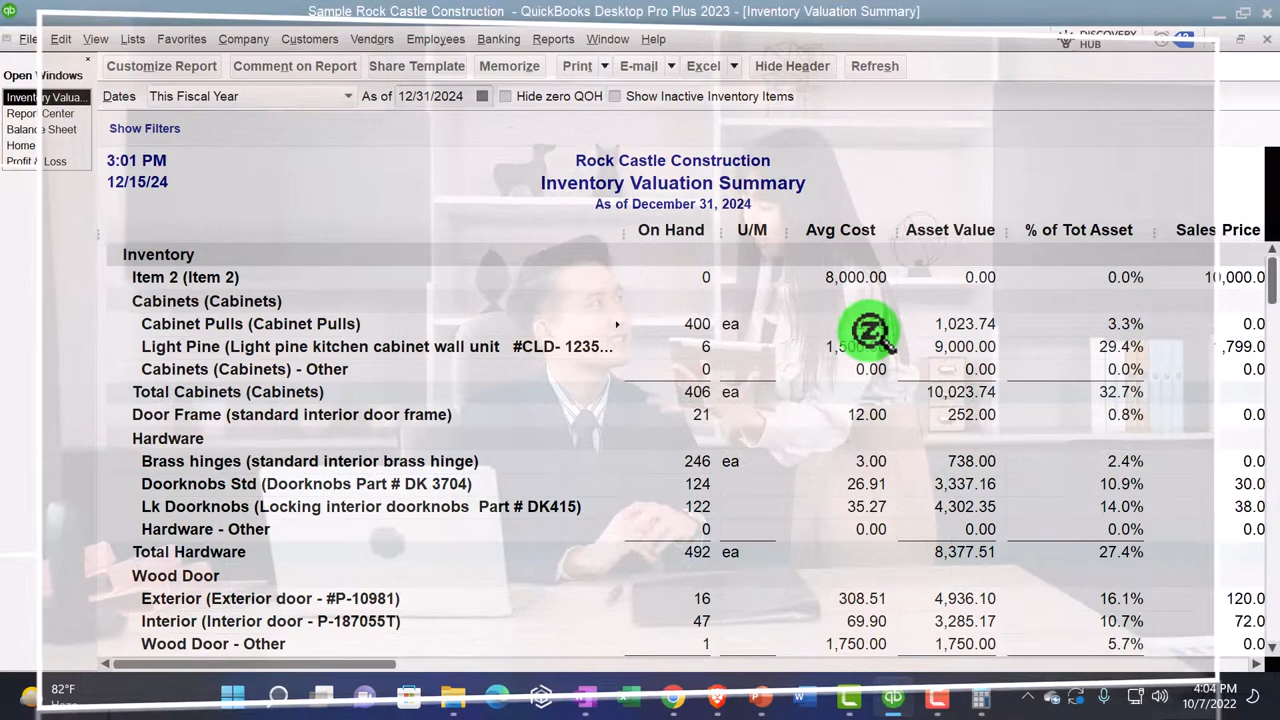 Sample Rock Castle Construction - QuickBooks Desktop Pro Plus 2023 - [Inventory Valuation Summary]
File Edit View Lists Favorites Company Customers Vendors Employees Banking Reports Window Help DISCOVERY HUB
Open Windows
Customize Report Comment on Report Share Template Memorize Print E-mail Excel Hide Header Refresh
Inventory Valua...
Report Center
Balance Sheet
Home
Profit & Loss
Dates This Fiscal Year As of 12/31/2024 Hide zero QOH Show Inactive Inventory Items
Show Filters
3:01 PM Rock Castle Construction
12/15/24 Inventory Valuation Summary
As of December 31, 2024
On Hand U/M Avg Cost Asset Value % of Tot Asset Sales Price
Inventory
Item 2 (Item 2) 0 8,000.00 0.00 0.0% 10,000.0
Cabinets (Cabinets)
Cabinet Pulls (Cabinet Pulls) 400 ea 1,023.74 3.3% 0.0
Light Pine (Light pine kitchen cabinet wall unit #CLD- 1235... 6 1,500.00 9,000.00 29.4% ,799.0
Cabinets (Cabinets) - Other 0 0.00 0.00 0.0% 0.0
Total Cabinets (Cabinets) 406 ea 10,023.74 32.7%
Door Frame (standard interior door frame) 21 12.00 252.00 0.8% 0.0
Hardware
Brass hinges (standard interior brass hinge) 246 ea 3.00 738.00 2.4% 0.0
Doorknobs Std (Doorknobs Part # DK 3704) 124 26.91 3,337.16 10.9% 30.0
Lk Doorknobs (Locking interior doorknobs Part # DK415) 122 35.27 4,302.35 14.0% 38.0
Hardware - Other 0 0.00 0.00 0.0% 0.0
Total Hardware 492 ea 8,377.51 27.4%
Wood Door
Exterior (Exterior door - #P-10981) 16 308.51 4,936.10 16.1% 120.0
Interior (Interior door - P-187055T) 47 69.90 3,285.17 10.7% 72.0
Wood Door - Other 1 1,750.00 1,750.00 5.7% 0.0
82°F
Haze
4:04 PM
10/7/2022